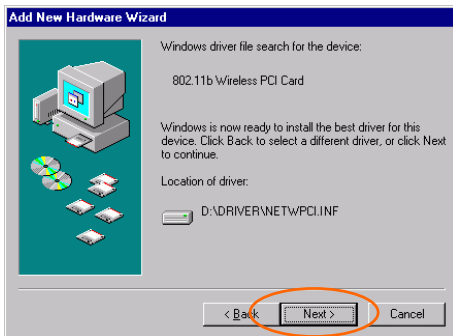 Add New Hardware Wizard
Windows driver file search for the device:
802.11b Wireless PCI Card
Windows is now ready to install the best driver for this
device. Click Back to select a different driver, or click Next
to continue.
Location of driver:
D:\DRIVER\NETWPCI.INF
< Back
Next >
Cancel